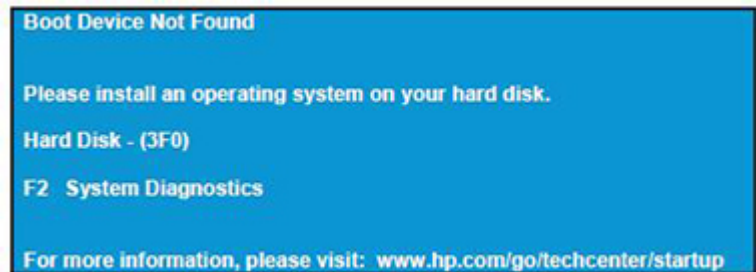 Boot Device Not Found
Please install an operating system on your hard disk.
Hard Disk - (3F0)
F2 System Diagnostics
For more information, please visit: www.hp.com/go/techcenter/startup